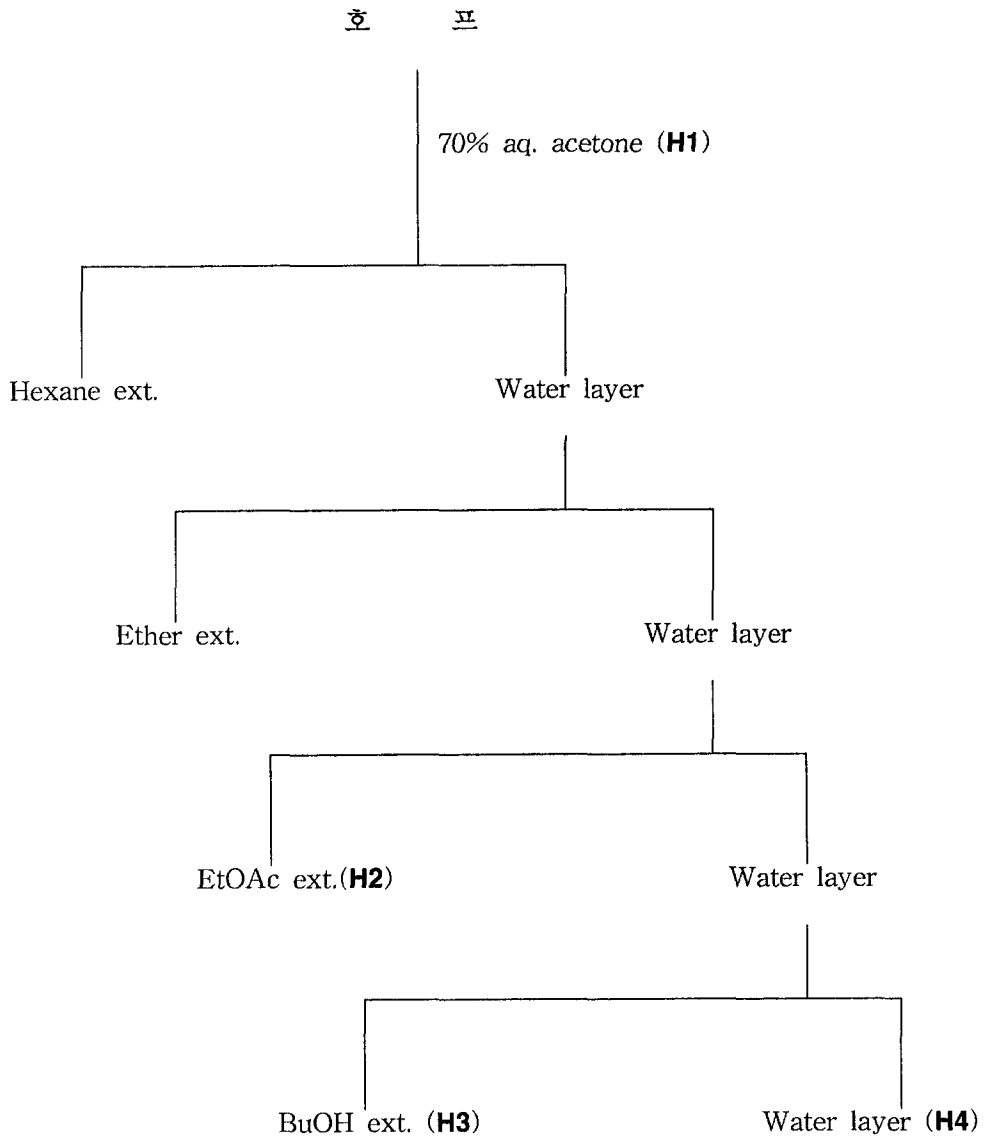 호 프
70% aq. acetone (H1)
Hexane ext. Water layer
Ether ext. Water layer
EtOAc ext.(H2) Water layer
BuOH ext. (H3) Water layer (H4)